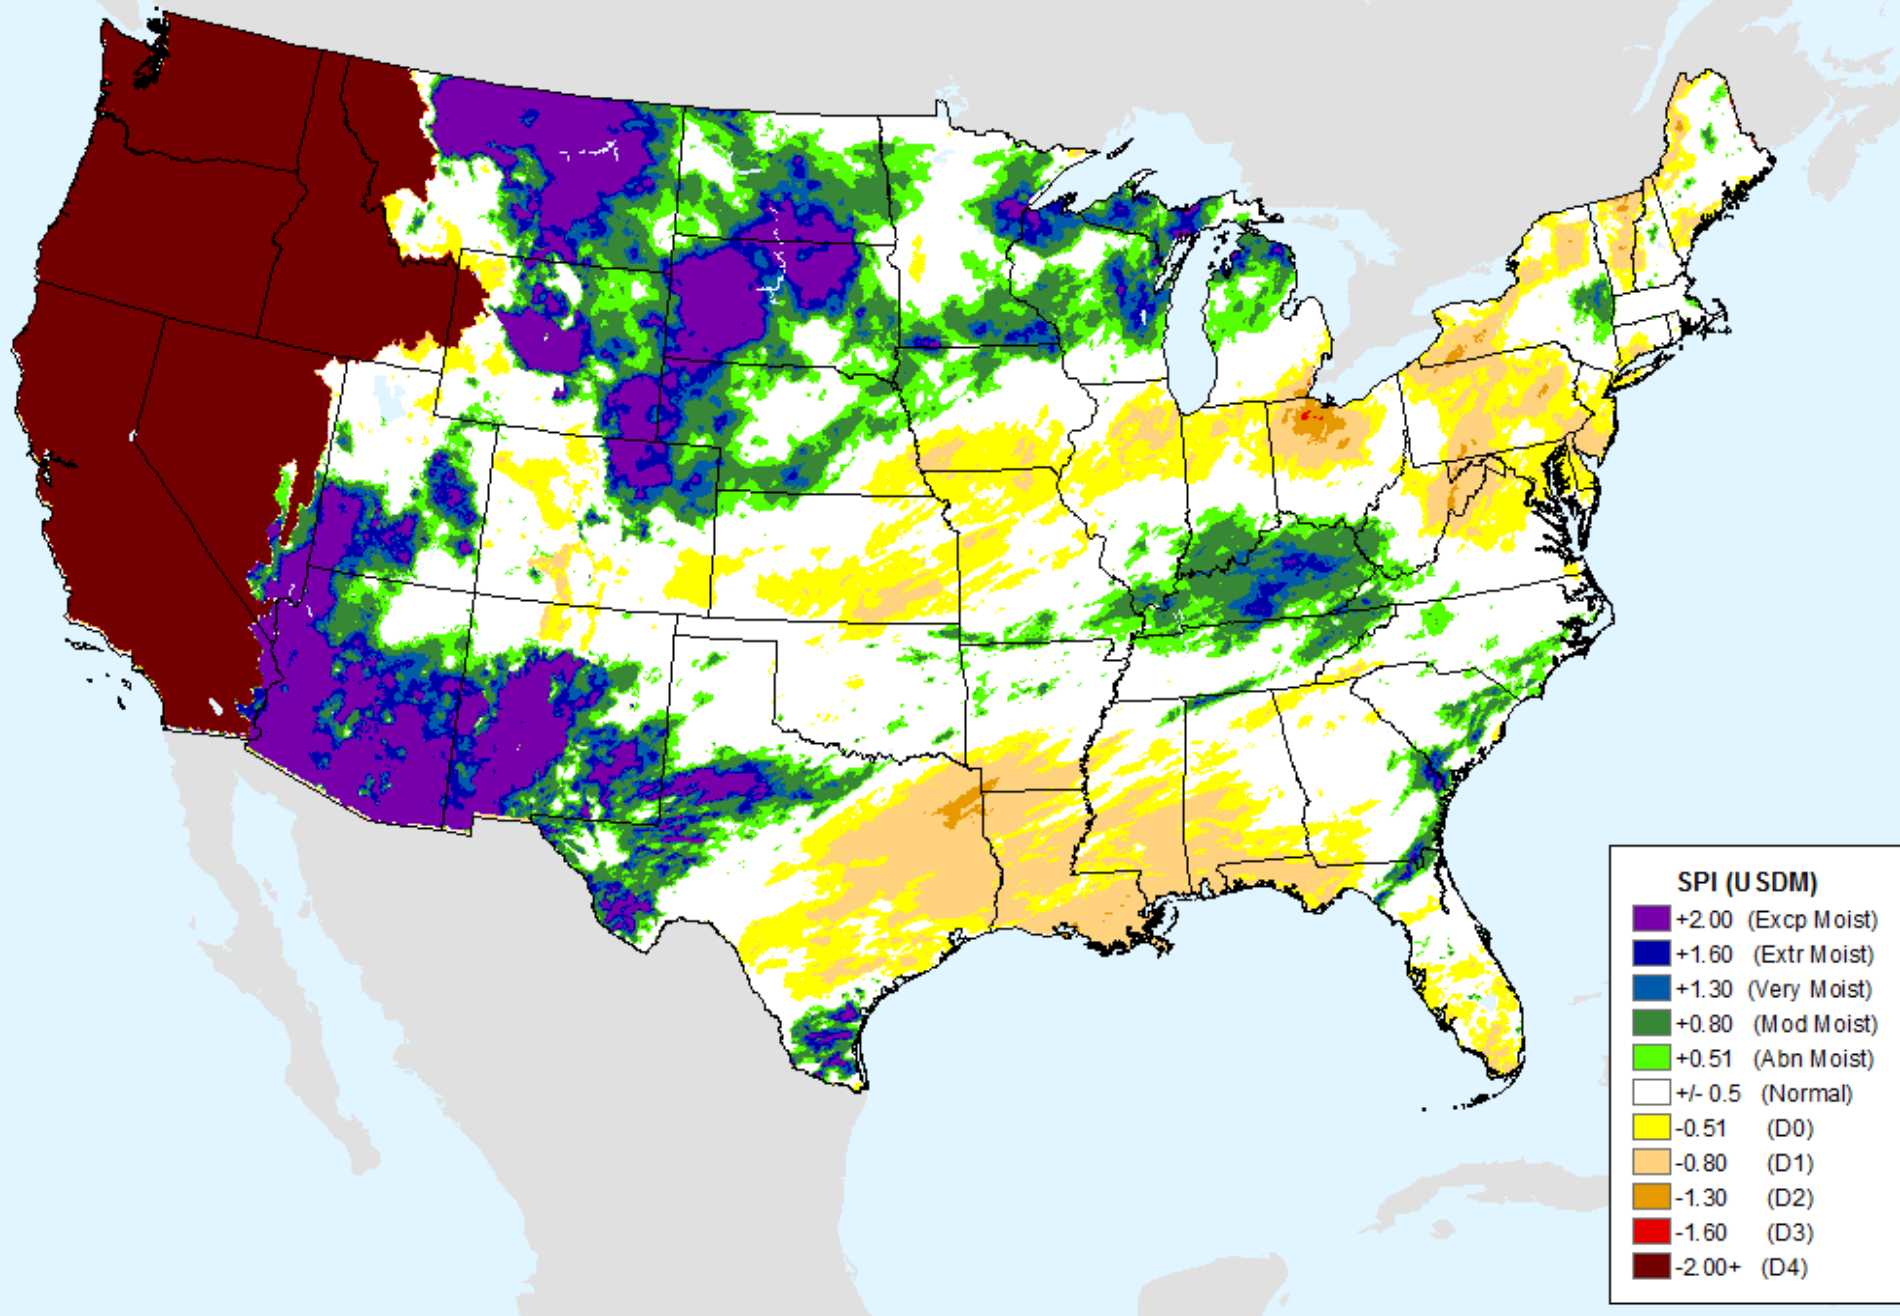 SPI (USDM)
+2.00 (Excp Moist)
+1.60 (Extr Moist)
+1.30 (Very Moist)
+0.80 (Mod Moist)
+0.51 (Abn Moist)
+/- 0.5 (Normal)
-0.51 (D0)
-0.80 (D1)
-1.30 (D2)
-1.60 (D3)
-2.00+ (D4)